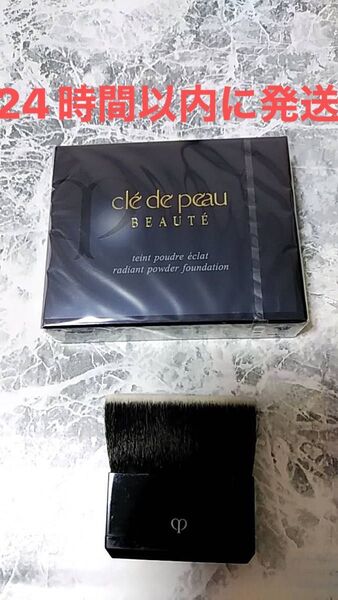 24時間以内に発送
clé de peau
BEAUTÉ
teint poudre éclat
radiant powder foundation